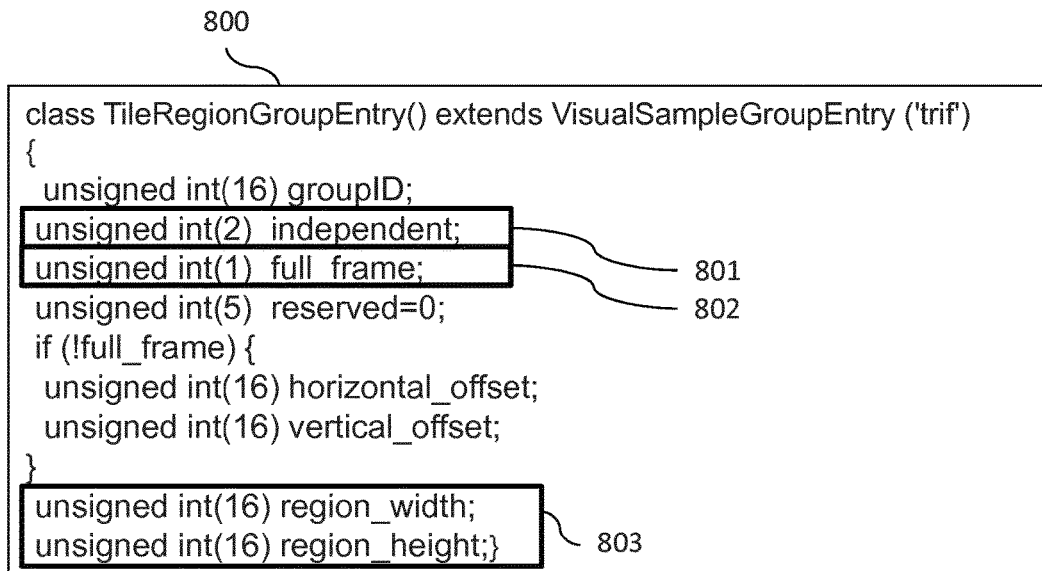 800
class TileRegionGroupEntry() extends VisualSampleGroupEntry ('trif')
{
unsigned int(16) groupID;
unsigned int(2) independent;
801
unsigned int(1) full_frame;
802
unsigned int(5) reserved=0;
if (!full_frame) {
unsigned int(16) horizontal_offset;
unsigned int(16) vertical_offset;
}
unsigned int(16) region_width;
unsigned int(16) region_height;}
803